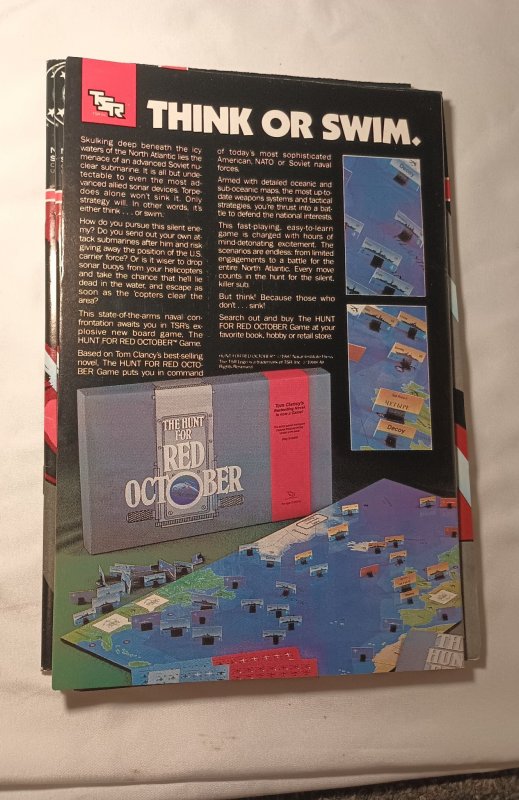 TSR
THINK OR SWIM.
Skulking deep beneath the icy
waters of the North Atlantic lies the
menace of an advanced Soviet nu-
clear submarine. It is all but unde-
tectable to even the most ad-
vanced allied sonar devices. Torpe-
does alone won't sink it. Only
strategy will. In other words, it's
either think . . . or swim.
How do you pursue this silent ene-
my? Do you send out your own at-
tack submarines after him and risk
giving away the position of the U.S.
carrier force? Or is it wiser to drop
sonar buoys from your helicopters
and take the chance that he'll lie
dead in the water, and escape as
soon as the 'copters clear the
area?
This state-of-the-arms naval con-
frontation awaits you in TSR's ex-
plosive new board game, The
HUNT FOR RED OCTOBER™ Game.
Based on Tom Clancy's best-selling
novel, The HUNT FOR RED OCTO-
BER Game puts you in command
of today's most sophisticated
American, NATO or Soviet naval
forces.
Armed with detailed oceanic and
sub-oceanic maps, the most up-to-
date weapons systems and tactical
strategies, you're thrust into a bat-
tle to defend the national interests.
This fast-playing, easy-to-learn
game is charged with hours of
mind-detonating excitement. The
scenarios are endless: from limited
engagements to a battle for the
entire North Atlantic. Every move
counts in the hunt for the silent,
killer sub.
But think! Because those who
don't . . . sink!
Search out and buy The HUNT
FOR RED OCTOBER Game at your
favorite book, hobby or retail store.
Decoy
Decoy
Tom Clancy's
Bestselling Novel
is now a Game!
THE HUNT
FOR
RED
OCTOBER
THE
HUN